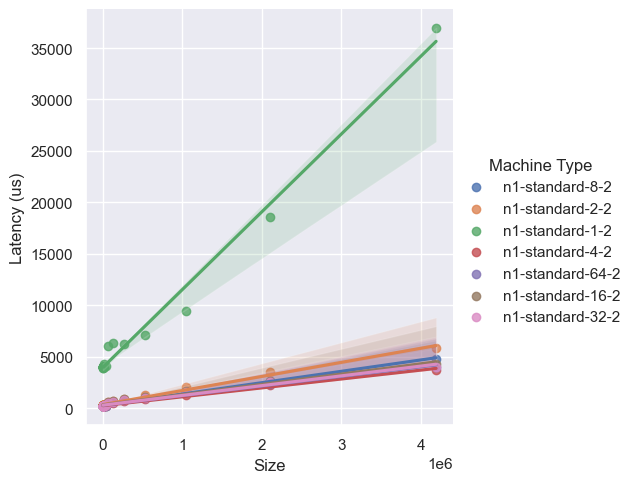 35000
30000
25000
20000
15000
10000
5000
0
Latency (us)
0
1
2
3
4
1e6
Size
Machine Type
n1-standard-8-2
n1-standard-2-2
n1-standard-1-2
n1-standard-4-2
n1-standard-64-2
n1-standard-16-2
n1-standard-32-2